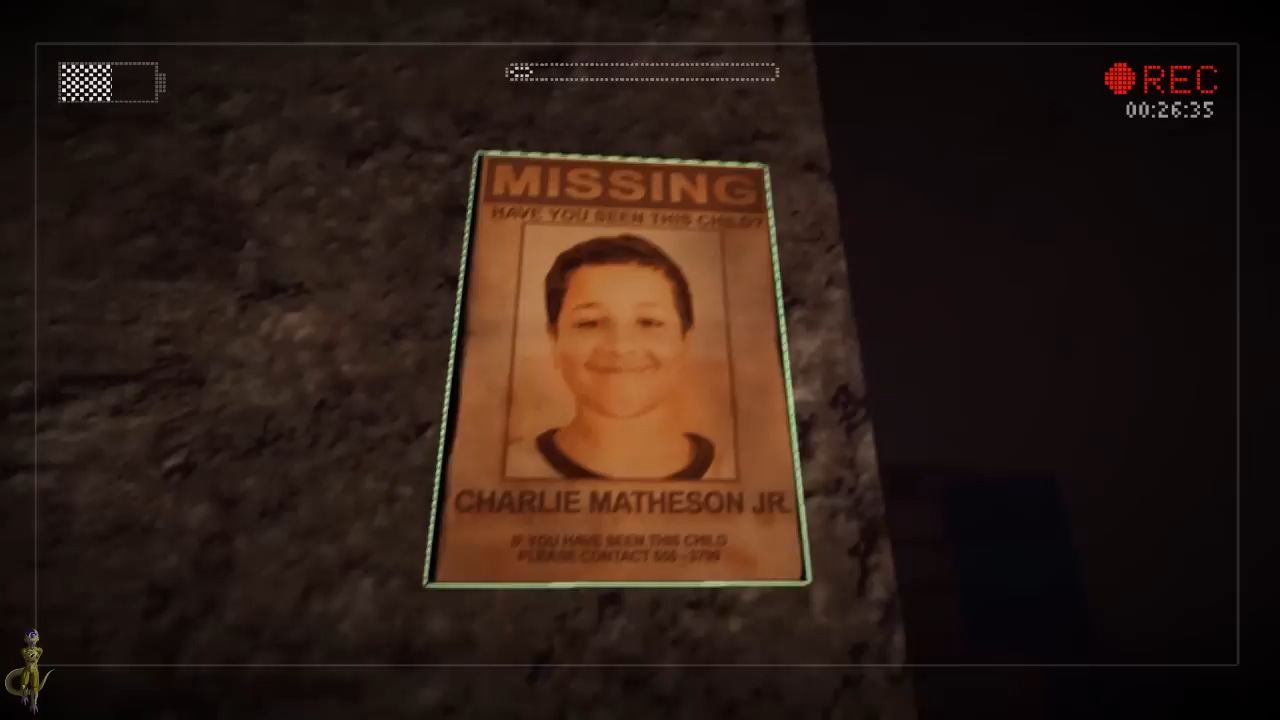 REC
00:26:35
MISSING
HAVE YOU SEEN THIS CHILD?
CHARLIE MATHESON JR.
IF YOU HAVE SEEN THIS CHILD
PLEASE CONTACT